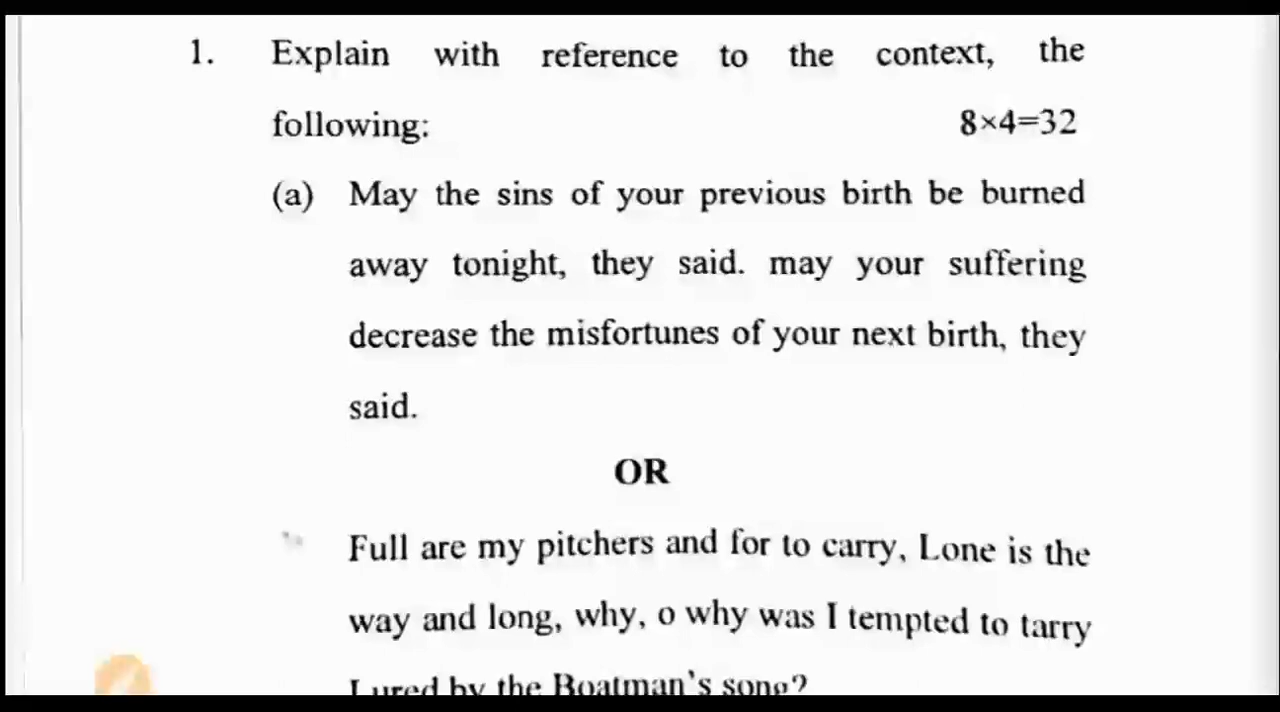 1. Explain with reference to the context, the
following: 8×4=32
(a) May the sins of your previous birth be burned
away tonight, they said. may your suffering
decrease the misfortunes of your next birth, they
said.
OR
Full are my pitchers and for to carry, Lone is the
way and long, why, o why was I tempted to tarry
Lured by the Boatman's song?